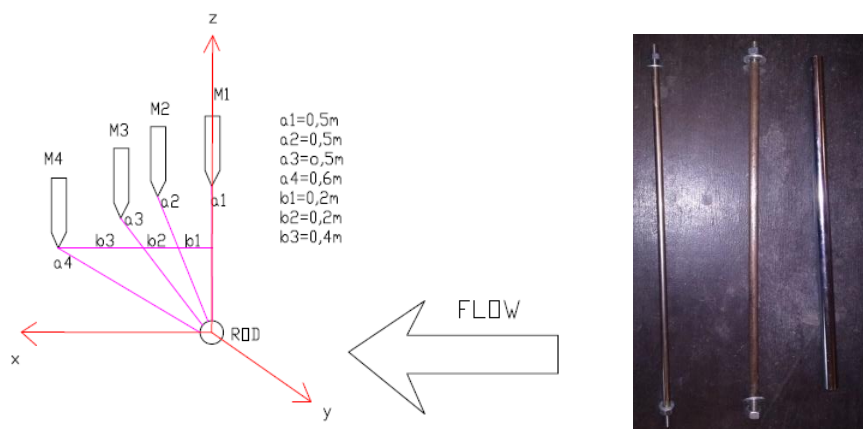 z
M1
M2
M3
M4
a1=0,5m
a2=0,5m
a3=o,5m
a4=0,6m
b1=0,2m
b2=0,2m
b3=0,4m
a1
a2
a3
b3 b2 b1
a4
FLOW
ROD
x
y